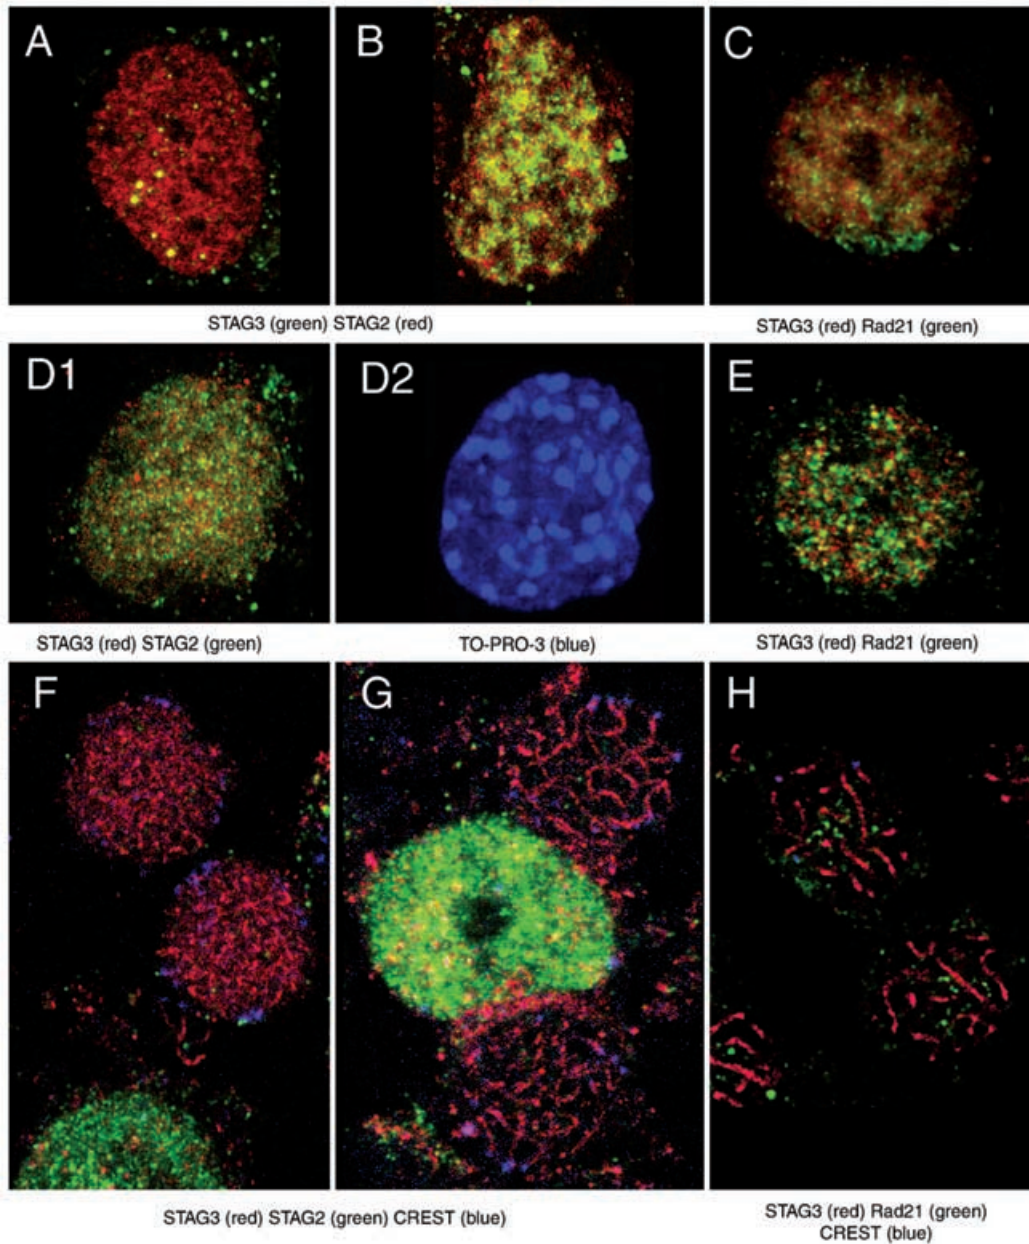 A
B
C
STAG3 (green) STAG2 (red)
STAG3 (red) Rad21 (green)
D1
D2
E
STAG3 (red) STAG2 (green)
TO-PRO-3 (blue)
STAG3 (red) Rad21 (green)
F
G
H
STAG3 (red) STAG2 (green) CREST (blue)
STAG3 (red) Rad21 (green)
CREST (blue)